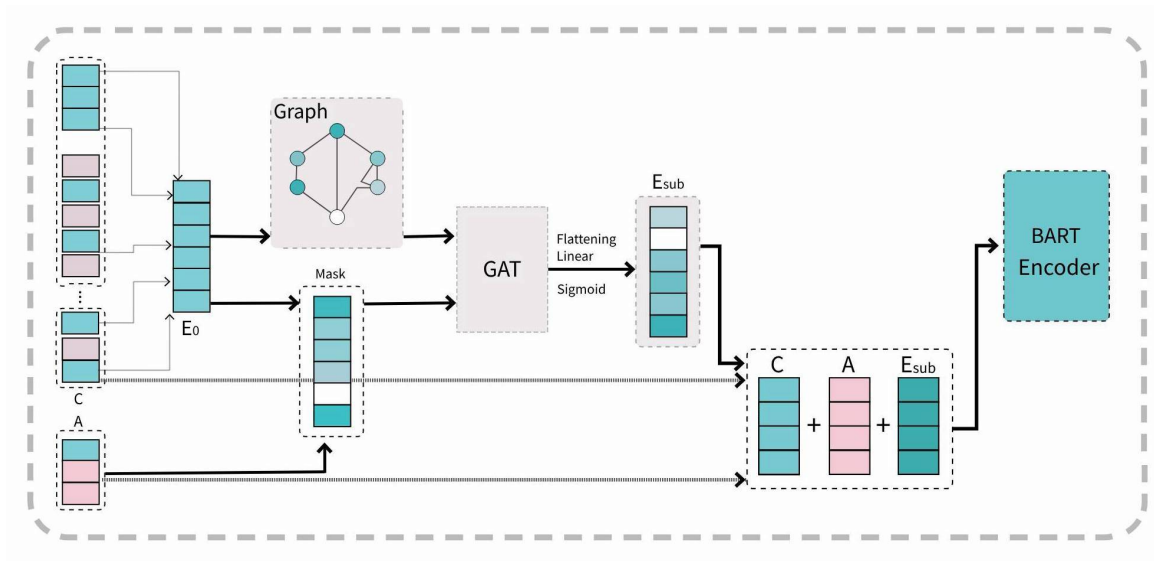 Graph
Esub
BART
Encoder
Flattening
Linear
GAT
Mask
Sigmoid
E0
C
A
Esub
C
A
+
+